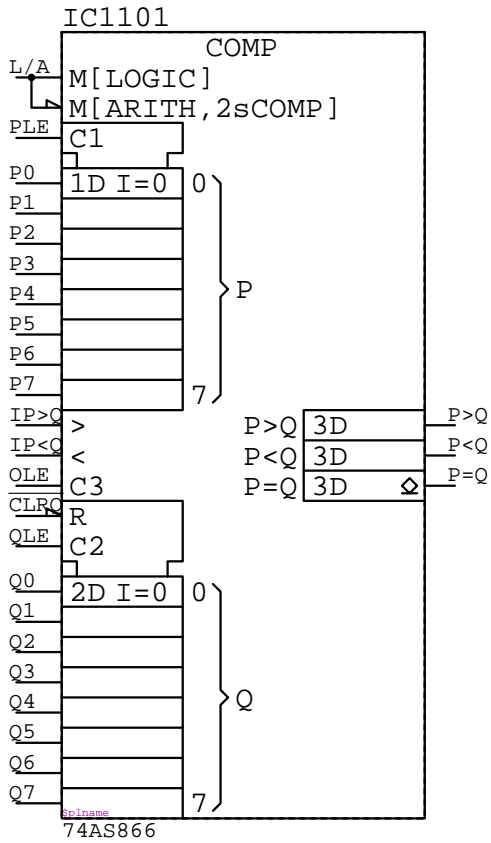 IC1101
COMP
L/A M[LOGIC]
M[ARITH,2sCOMP]
PLE C1
P0 1D I=0 0
P1
P2
P3
P4 P
P5
P6
P7 7
IP>Q > P>Q 3D P>Q
IP<Q < P<Q 3D P<Q
OLE C3 P=Q 3D P=Q
CLRQ R
QLE C2
Q0 2D I=0 0
Q1
Q2
Q3
Q4 Q
Q5
Q6
Q7 7
$plname
74AS866